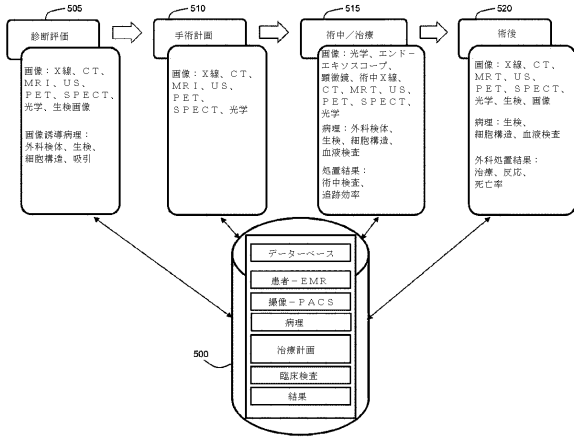 505
診断評価
画像：X線、CT、
MRI、US、
PET、SPECT、
光学、生検画像
画像誘導病理：
外科検体、生検、
細胞構造、吸引
510
手術計画
画像：X線、CT、
MRI、US、
PET、
SPECT、光学
515
術中／治療
画像：光学、エンド－
エキソスコープ、
顕微鏡、術中X線、
CT、MRT、US、
PET、SPECT、
光学
病理：外科検体、
生検、細胞構造、
血液検査
処置結果：
術中検査、
追跡効率
520
術後
画像：X線、CT、
MRT、US、
PET、SPECT、
光学、生検、画像
病理：生検、
細胞構造、血液検査
外科処置結果：
治療、反応、
死亡率
500
データーベース
患者－EMR
撮像－PACS
病理
治療計画
臨床検査
結果